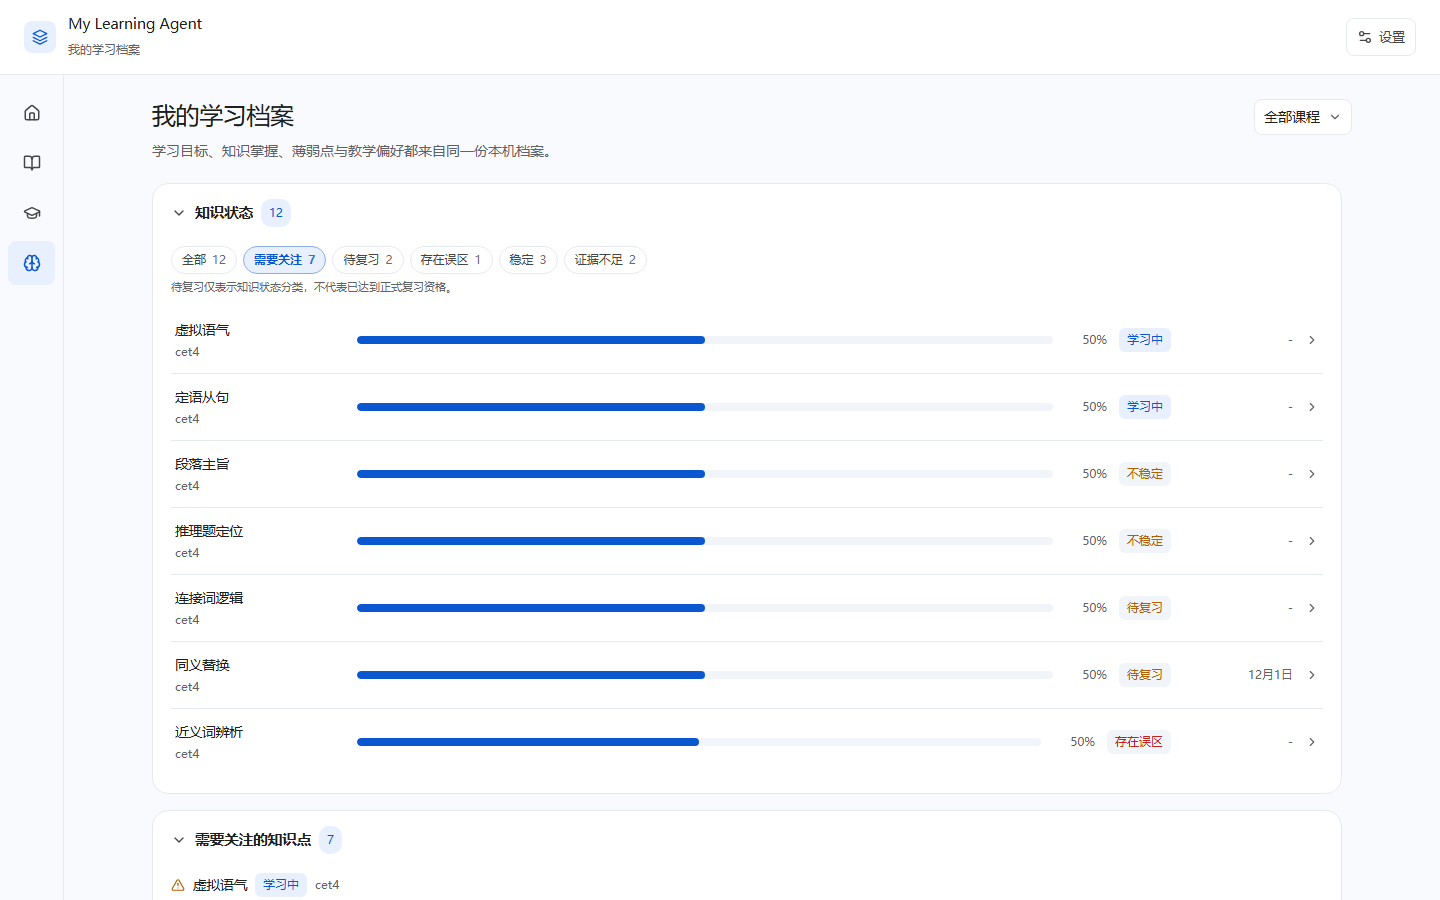 My Learning Agent
我的学习档案
设置
我的学习档案
全部课程
学习目标、知识掌握、薄弱点与教学偏好都来自同一份本机档案。
知识状态 12
全部 12 需要关注 7 待复习 2 存在误区 1 稳定 3 证据不足 2
待复习仅表示知识状态分类，不代表已达到正式复习资格。
虚拟语气
cet4
50% 学习中 -
定语从句
cet4
50% 学习中 -
段落主旨
cet4
50% 不稳定 -
推理题定位
cet4
50% 不稳定 -
连接词逻辑
cet4
50% 待复习 -
同义替换
cet4
50% 待复习 12月1日
近义词辨析
cet4
50% 存在误区 -
需要关注的知识点 7
虚拟语气 学习中 cet4